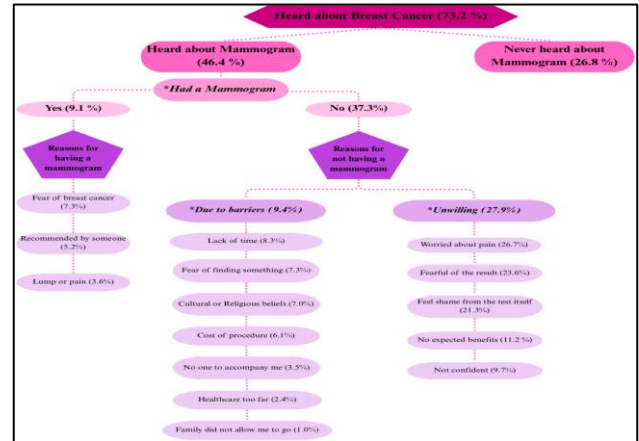 Heard about Breast Cancer (73.2 %)
Heard about Mammogram
(46.4 %)
Never heard about
Mammogram (26.8 %)
*Had a Mammogram
Yes (9.1 %)
No (37.3%)
Reasons for
having a
mammogram
Reasons for
not having a
mammogram
Fear of breast cancer
(7.3%)
Recommended by someone
(5.2%)
Lump or pain (3.6%)
*Due to barriers (9.4%)
Lack of time (8.3%)
Fear of finding something (7.3%)
Cultural or Religious beliefs (7.0%)
Cost of procedure (6.1%)
No one to accompany me (3.5%)
Healthcare too far (2.4%)
Family did not allow me to go (1.0%)
*Unwilling (27.9%)
Worried about pain (26.7%)
Fearful of the result (23.6%)
Feel shame from the test itself
(21.3%)
No expected benefits (11.2 %)
Not confident (9.7%)